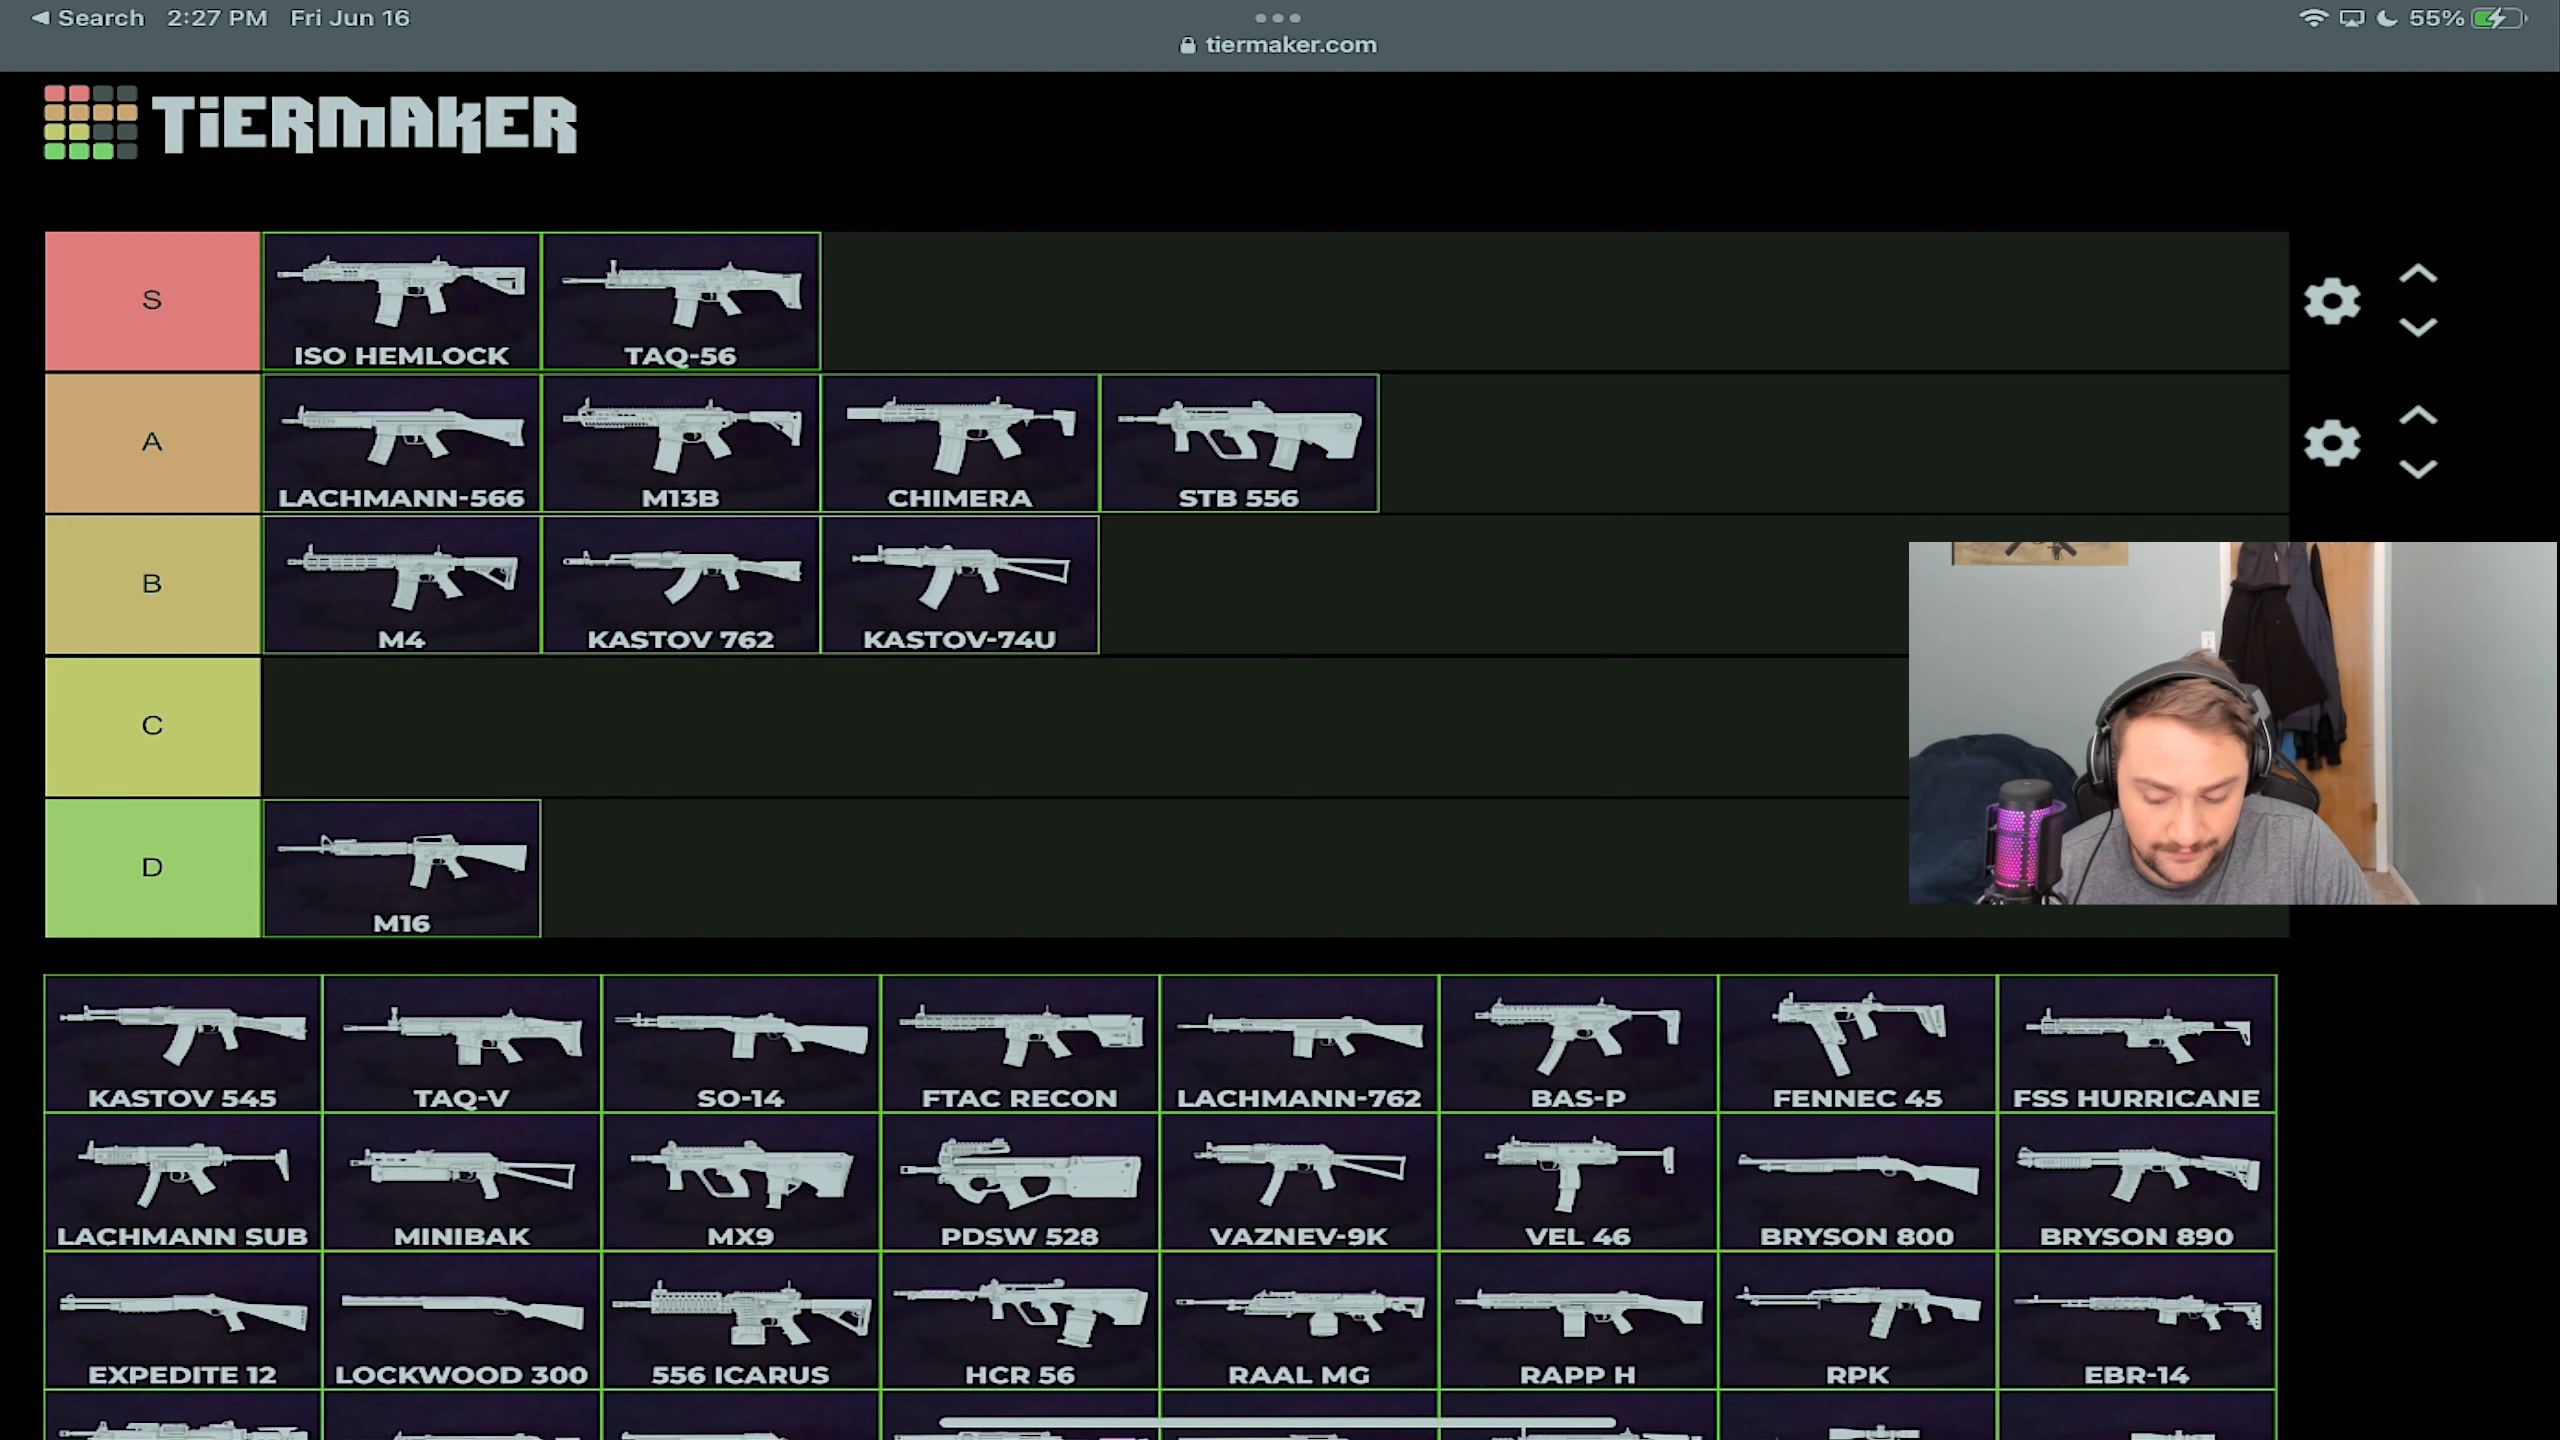 Search 2:27 PM Fri Jun 16
55%
tiermaker.com
TiERMAKER
S
ISO HEMLOCK TAQ-56
A
LACHMANN-566 M13B CHIMERA STB 556
B
M4 KASTOV 762 KASTOV-74U
C
D
M16
KASTOV 545 TAQ-V SO-14 FTAC RECON LACHMANN-762 BAS-P FENNEC 45 FSS HURRICANE
LACHMANN SUB MINIBAK MX9 PDSW 528 VAZNEV-9K VEL 46 BRYSON 800 BRYSON 890
EXPEDITE 12 LOCKWOOD 300 556 ICARUS HCR 56 RAAL MG RAPP H RPK EBR-14